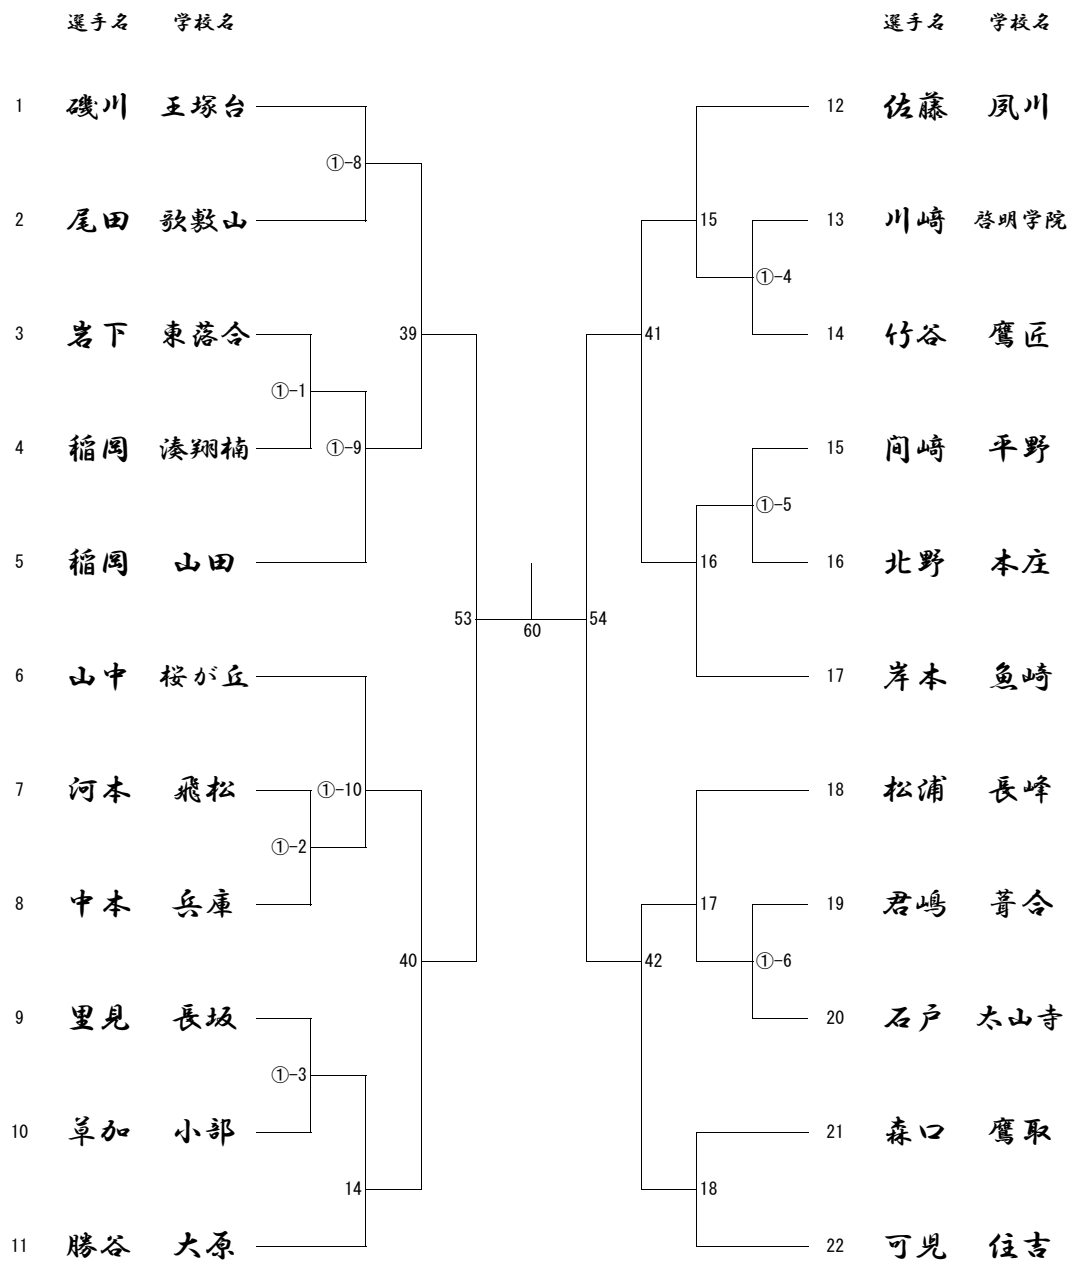 選手名 学校名 選手名 学校名
1 磯川 王塚台 12 佐藤 夙川
①-8
2 尾田 歌敷山 15 13 川﨑 啓明学院
①-4
3 岩下 東落合 39 41 14 竹谷 鷹匠
①-1
4 稲岡 湊翔楠 ①-9 15 間﨑 平野
①-5
5 稲岡 山田 16 16 北野 本庄
53 54
60
6 山中 桜が丘 17 岸本 魚崎
7 河本 飛松 ①-10 18 松浦 長峰
①-2
8 中本 兵庫 17 19 君嶋 葺合
40 42 ①-6
9 里見 長坂 20 石戸 太山寺
①-3
10 草加 小部 21 森口 鷹取
14 18
11 勝谷 大原 22 可児 住吉